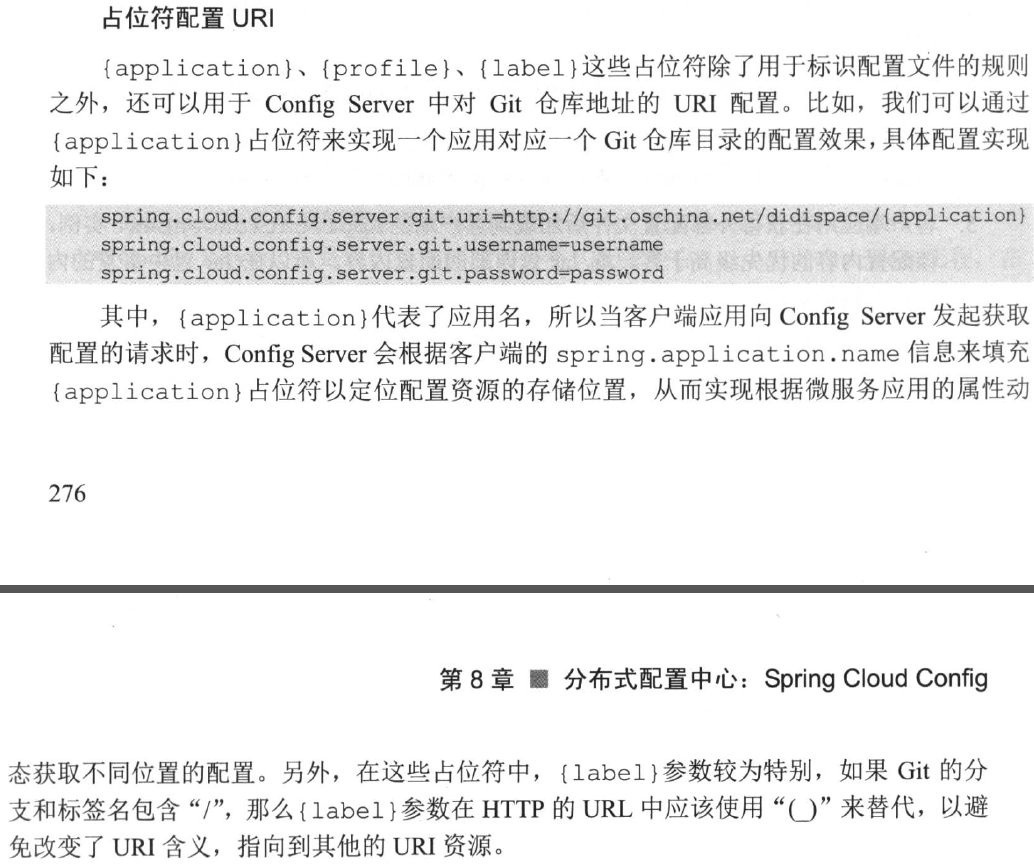 占位符配置 URI
{application}、{profile}、{label}这些占位符除了用于标识配置文件的规则
之外，还可以用于 Config Server 中对 Git 仓库地址的 URI 配置。比如，我们可以通过
{application}占位符来实现一个应用对应一个 Git 仓库目录的配置效果，具体配置实现
如下：
spring.cloud.config.server.git.uri=http://git.oschina.net/didispace/{application}
spring.cloud.config.server.git.username=username
spring.cloud.config.server.git.password=password
其中，{application}代表了应用名，所以当客户端应用向 Config Server 发起获取
配置的请求时，Config Server 会根据客户端的 spring.application.name 信息来填充
{application}占位符以定位配置资源的存储位置，从而实现根据微服务应用的属性动
276
第 8 章 ■ 分布式配置中心：Spring Cloud Config
态获取不同位置的配置。另外，在这些占位符中，{label}参数较为特别，如果 Git 的分
支和标签名包含“/”，那么{label}参数在 HTTP 的 URL 中应该使用“(_)”来替代，以避
免改变了 URI 含义，指向到其他的 URI 资源。